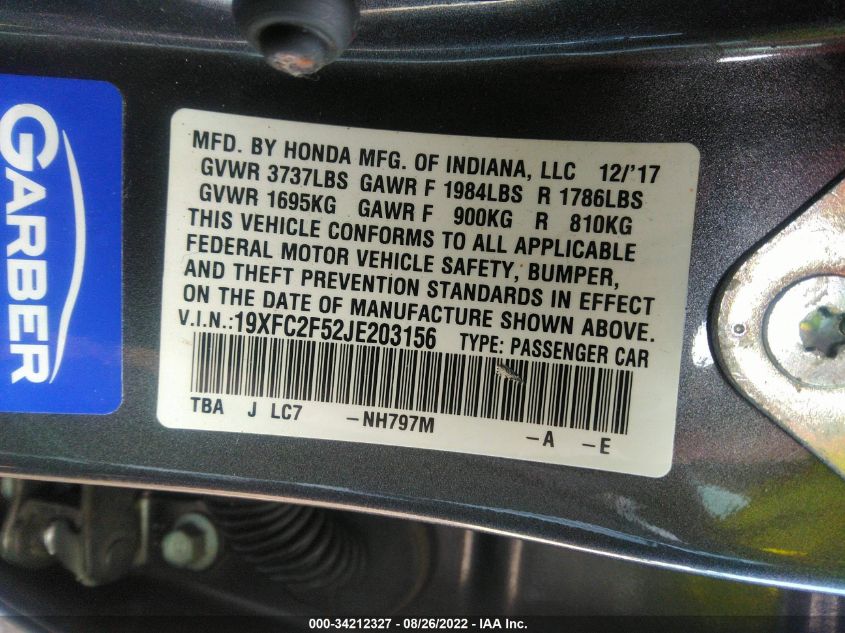 GARBER
MFD. BY HONDA MFG. OF INDIANA, LLC 12/'17
GVWR 3737LBS GAWR F 1984LBS R 1786LBS
GVWR 1695KG GAWR F 900KG R 810KG
THIS VEHICLE CONFORMS TO ALL APPLICABLE
FEDERAL MOTOR VEHICLE SAFETY, BUMPER,
AND THEFT PREVENTION STANDARDS IN EFFECT
ON THE DATE OF MANUFACTURE SHOWN ABOVE.
V.I.N.:19XFC2F52JE203156 TYPE: PASSENGER CAR
TBA J LC7 -NH797M -A -E
000-34212327 - 08/26/2022 - IAA Inc.